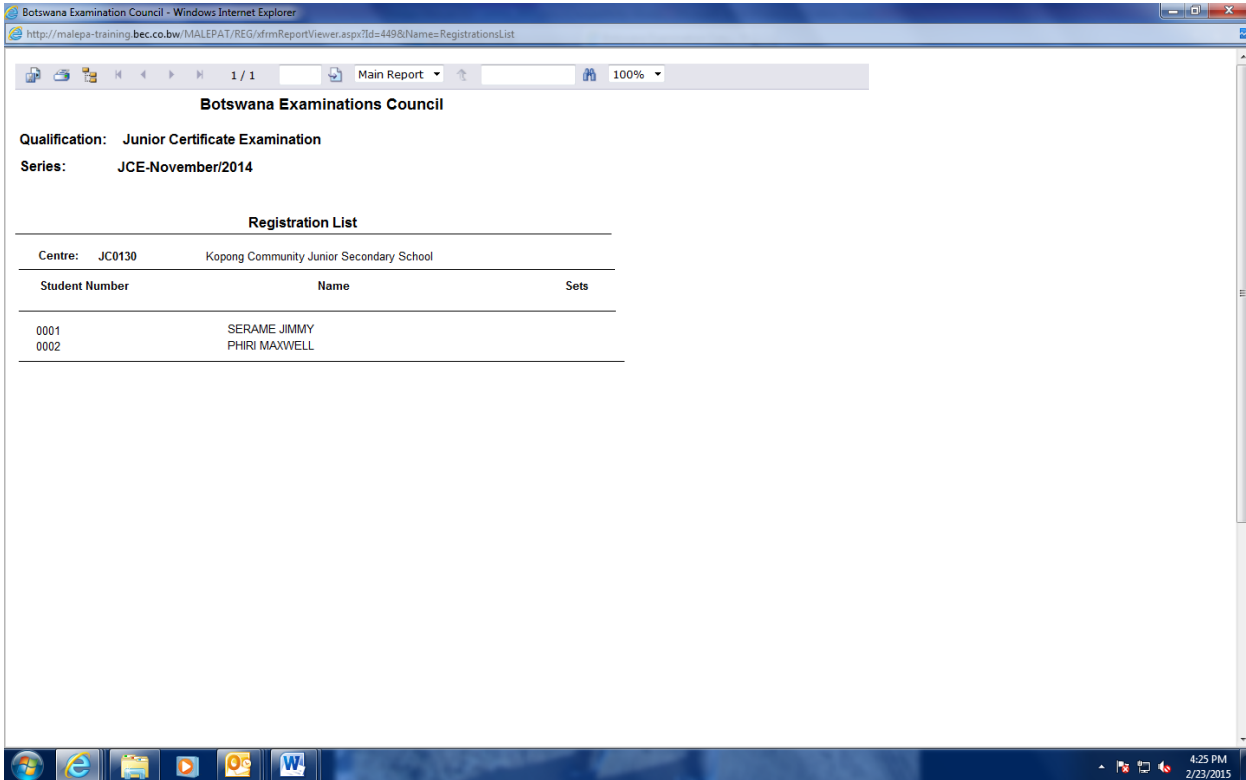 Botswana Examination Council - Windows Internet Explorer
http://malepa-training.bec.co.bw/MALEPAT/REG/xfrmReportViewer.aspx?Id=449&Name=RegistrationsList
1 / 1 Main Report 100%
Botswana Examinations Council
Qualification: Junior Certificate Examination
Series: JCE-November/2014
Registration List
Centre: JC0130 Kopong Community Junior Secondary School
Student Number Name Sets
0001 SERAME JIMMY
0002 PHIRI MAXWELL
4:25 PM
2/23/2015